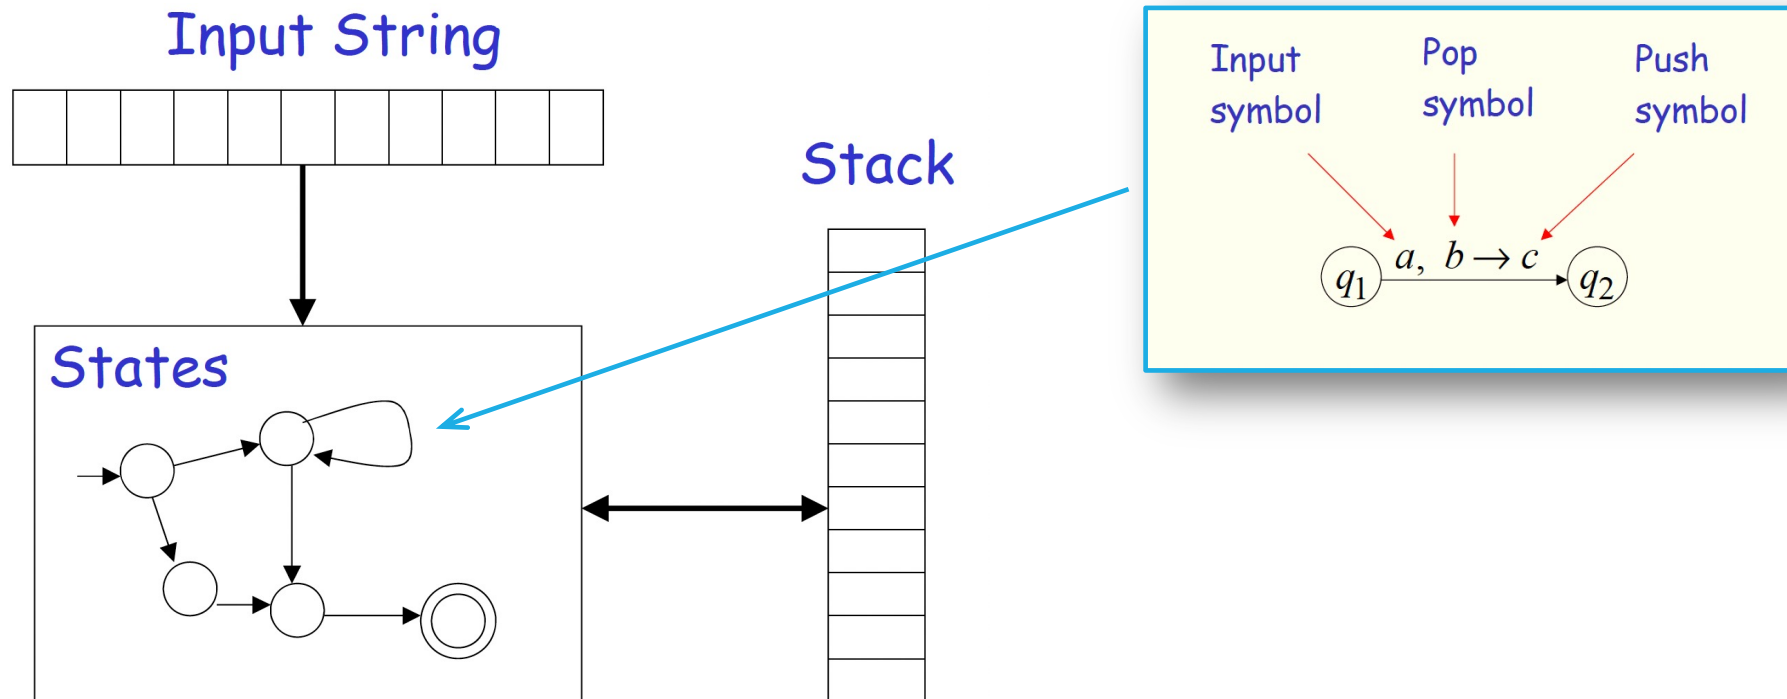 Input String
Stack
States
Input symbol
Pop symbol
Push symbol
a, b → c
q₁ q₂